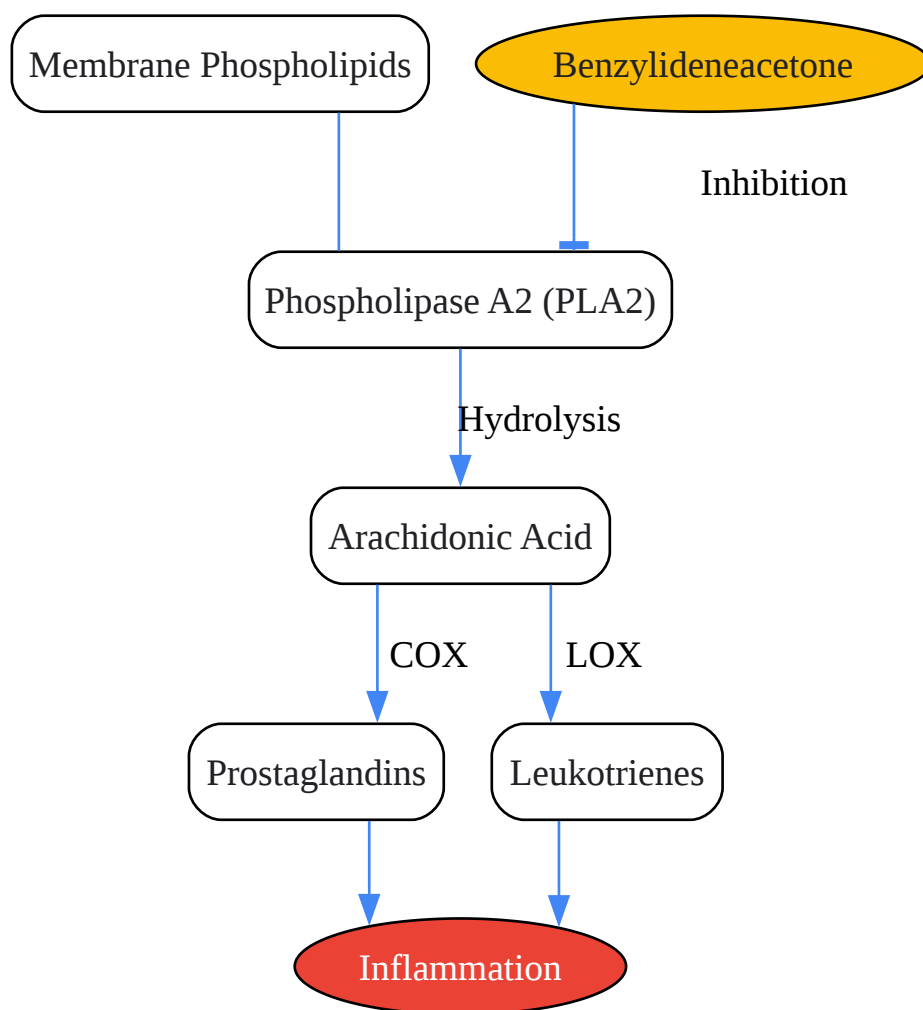 Membrane Phospholipids
Benzylideneacetone
Inhibition
Phospholipase A2 (PLA2)
Hydrolysis
Arachidonic Acid
COX
LOX
Prostaglandins
Leukotrienes
Inflammation